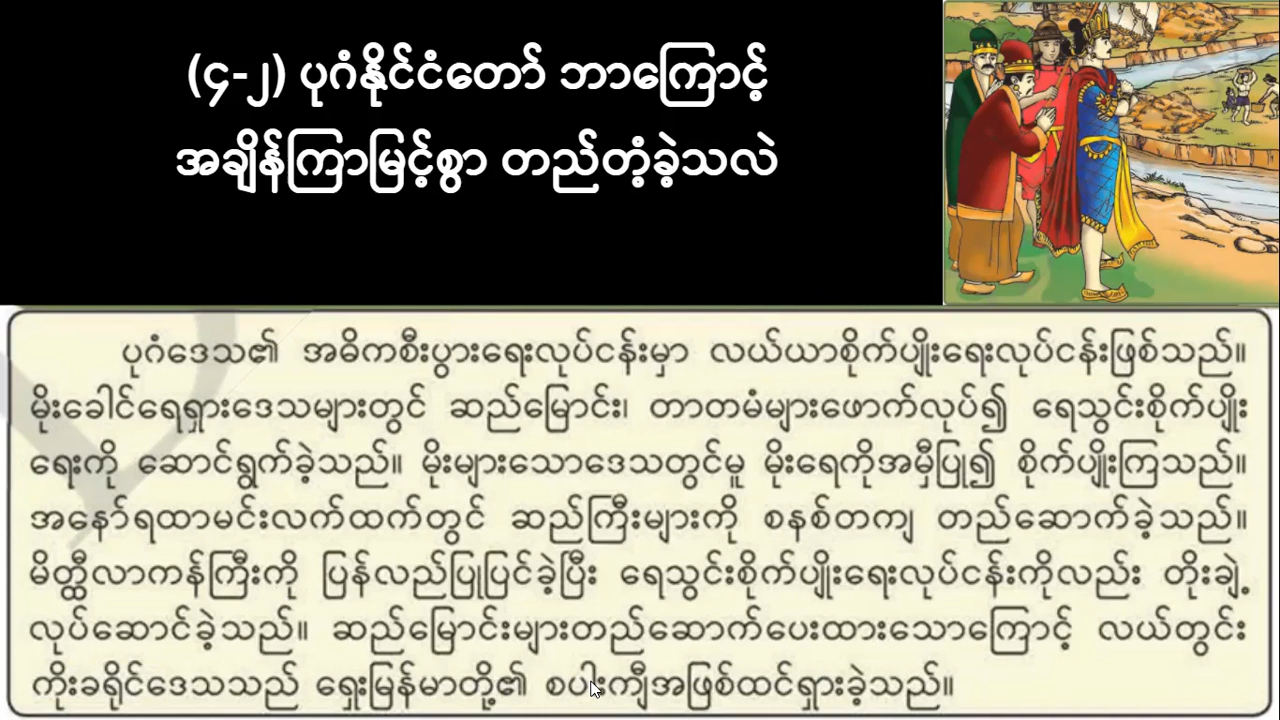 (၄-၂) ပုဂံနိုင်ငံတော် ဘာကြောင့်
အချိန်ကြာမြင့်စွာ တည်တံ့ခဲ့သလဲ
ပုဂံဒေသ၏ အဓိကစီးပွားရေးလုပ်ငန်းမှာ လယ်ယာစိုက်ပျိုးရေးလုပ်ငန်းဖြစ်သည်။
မိုးခေါင်ရေရှားဒေသများတွင် ဆည်မြောင်း၊ တာတမံများဖောက်လုပ်၍ ရေသွင်းစိုက်ပျိုး
ရေးကို ဆောင်ရွက်ခဲ့သည်။ မိုးများသောဒေသတွင်မူ မိုးရေကိုအမှီပြု၍ စိုက်ပျိုးကြသည်။
အနော်ရထာမင်းလက်ထက်တွင် ဆည်ကြီးများကို စနစ်တကျ တည်ဆောက်ခဲ့သည်။
မိတ္ထီလာကန်ကြီးကို ပြန်လည်ပြုပြင်ခဲ့ပြီး ရေသွင်းစိုက်ပျိုးရေးလုပ်ငန်းကိုလည်း တိုးချဲ့
လုပ်ဆောင်ခဲ့သည်။ ဆည်မြောင်းများတည်ဆောက်ပေးထားသောကြောင့် လယ်တွင်း
ကိုးခရိုင်ဒေသသည် ရှေးမြန်မာတို့၏ စပါးကျီအဖြစ်ထင်ရှားခဲ့သည်။